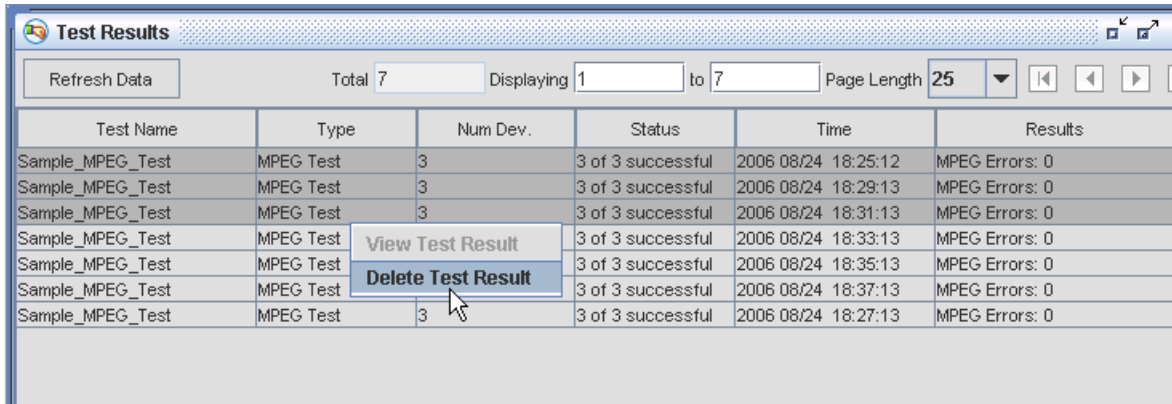 Test Results
Refresh Data Total 7 Displaying 1 to 7 Page Length 25
Test Name Type Num Dev. Status Time Results
Sample_MPEG_Test MPEG Test 3 3 of 3 successful 2006 08/24 18:25:12 MPEG Errors: 0
Sample_MPEG_Test MPEG Test 3 3 of 3 successful 2006 08/24 18:29:13 MPEG Errors: 0
Sample_MPEG_Test MPEG Test 3 3 of 3 successful 2006 08/24 18:31:13 MPEG Errors: 0
Sample_MPEG_Test MPEG Test 3 of 3 successful 2006 08/24 18:33:13 MPEG Errors: 0
View Test Result
Sample_MPEG_Test MPEG Test 3 of 3 successful 2006 08/24 18:35:13 MPEG Errors: 0
Delete Test Result
Sample_MPEG_Test MPEG Test 3 of 3 successful 2006 08/24 18:37:13 MPEG Errors: 0
Sample_MPEG_Test MPEG Test 3 3 of 3 successful 2006 08/24 18:27:13 MPEG Errors: 0